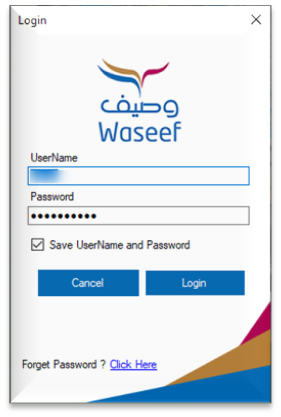 Login
وصيف
Waseef
UserName
Password
Save UserName and Password
Cancel
Login
Forget Password ? Click Here